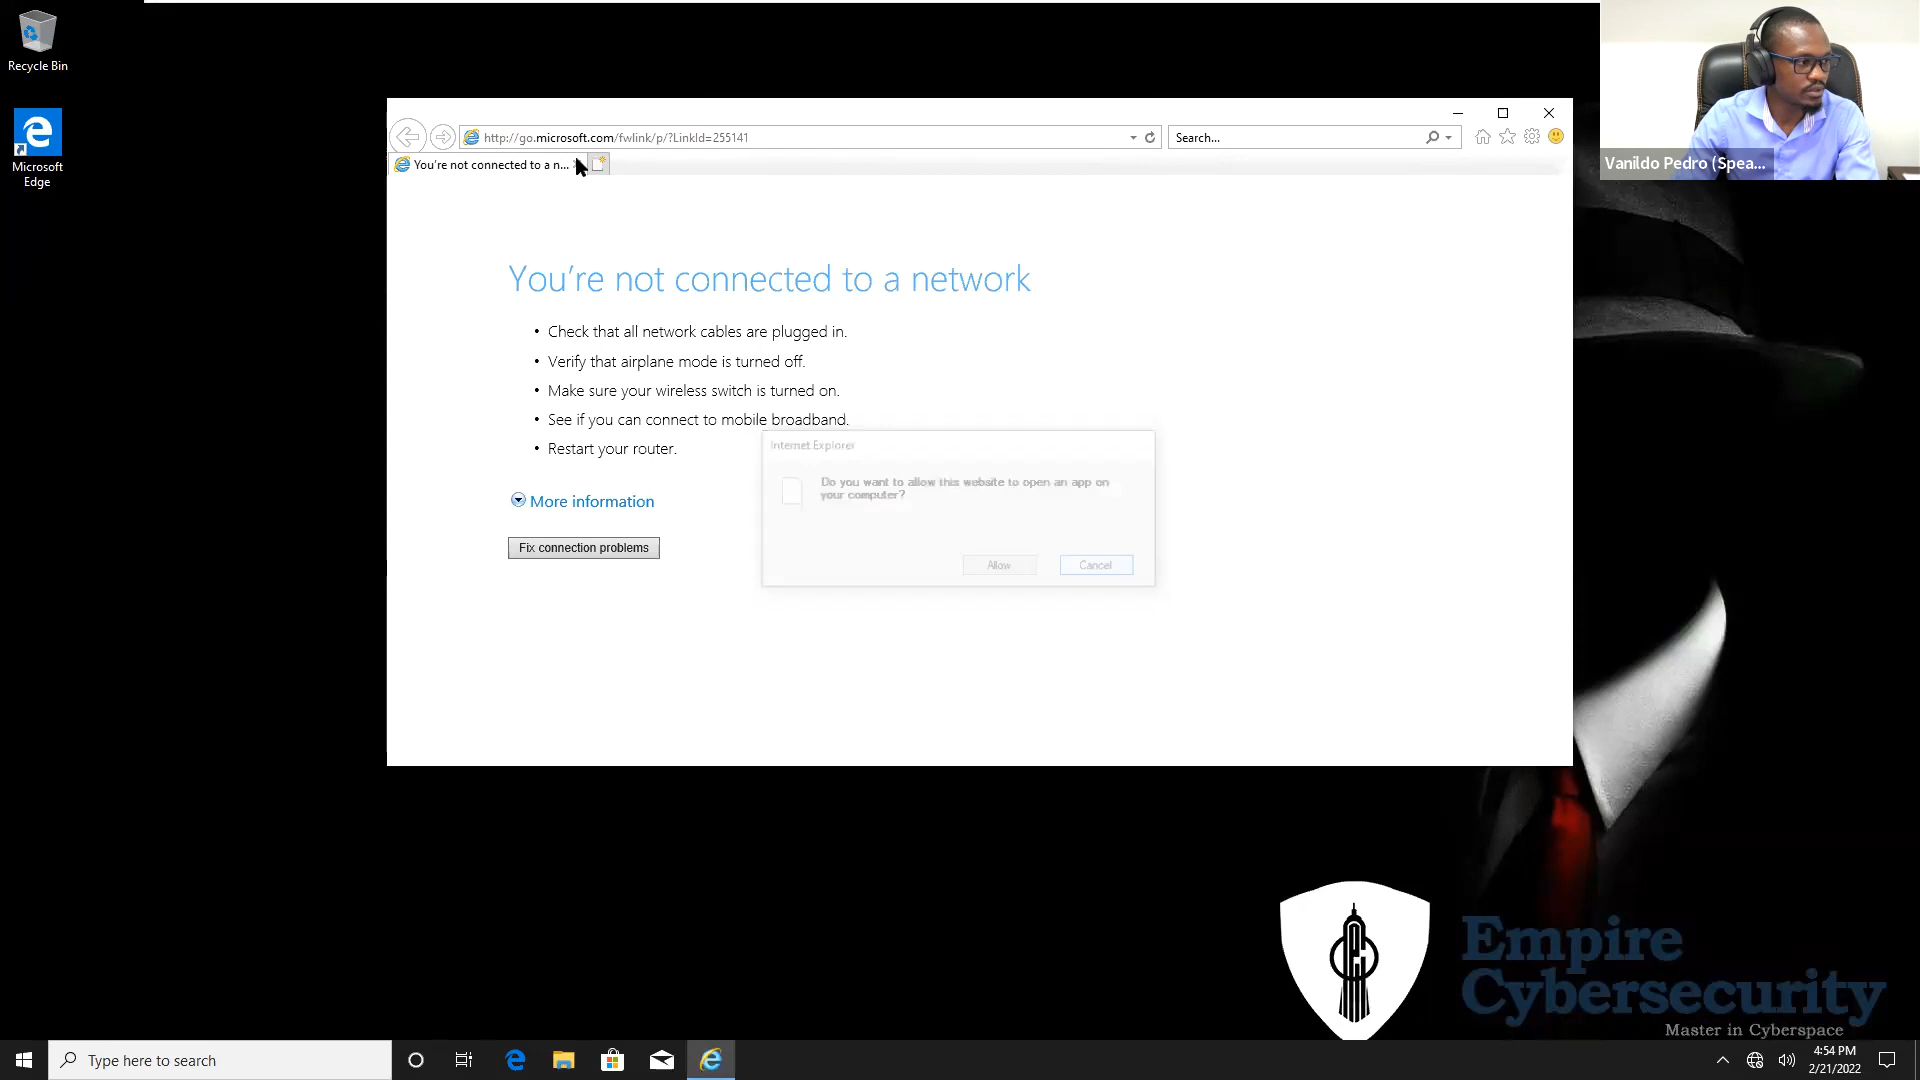 Recycle Bin
Microsoft
Edge
http://go.microsoft.com/fwlink/p/?LinkId=255141
Search...
You're not connected to a n...
Vanildo Pedro (Spea...
You're not connected to a network
• Check that all network cables are plugged in.
• Verify that airplane mode is turned off.
• Make sure your wireless switch is turned on.
• See if you can connect to mobile broadband.
• Restart your router.
More information
Fix connection problems
Internet Explorer
Do you want to allow this website to open an app on
your computer?
Allow
Cancel
Empire
Cybersecurity
Master in Cyberspace
Type here to search
4:54 PM
2/21/2022